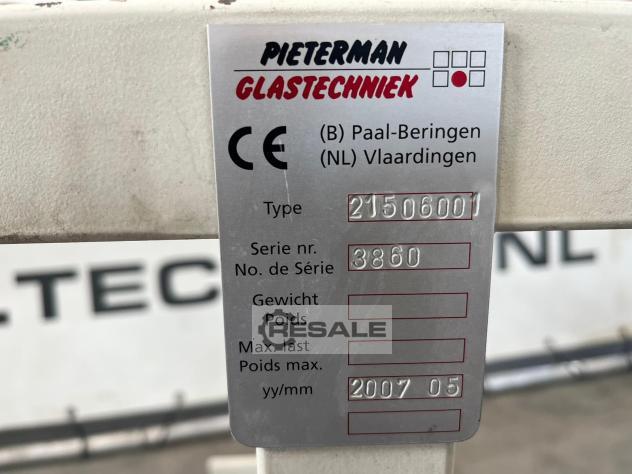 PIETERMAN
GLASTECHNIEK
CE
(B) Paal-Beringen
(NL) Vlaardingen
Type 21506001
Serie nr.
No. de Série 3860
Gewicht
Poids
RESALE
Max. last
Poids max.
yy/mm 2007 05
.TEC
NL